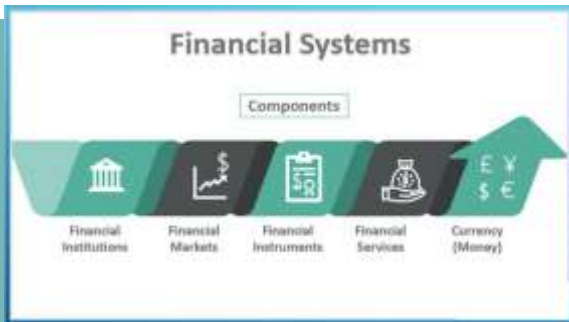 Financial Systems
Components
$
£ ¥
$ €
Financial
Institutions
Financial
Markets
Financial
Instruments
Financial
Services
Currency
(Money)